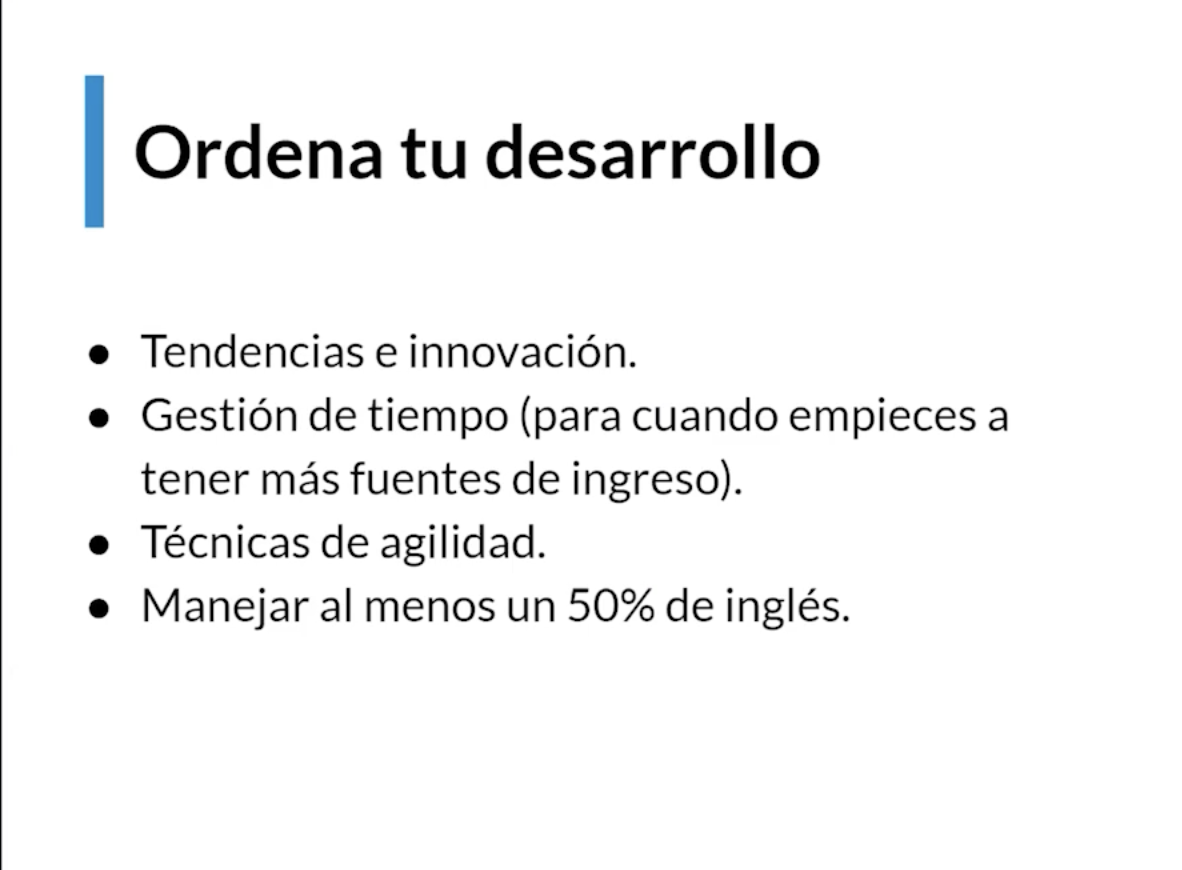 Ordena tu desarrollo
● Tendencias e innovación.
● Gestión de tiempo (para cuando empieces a
tener más fuentes de ingreso).
● Técnicas de agilidad.
● Manejar al menos un 50% de inglés.